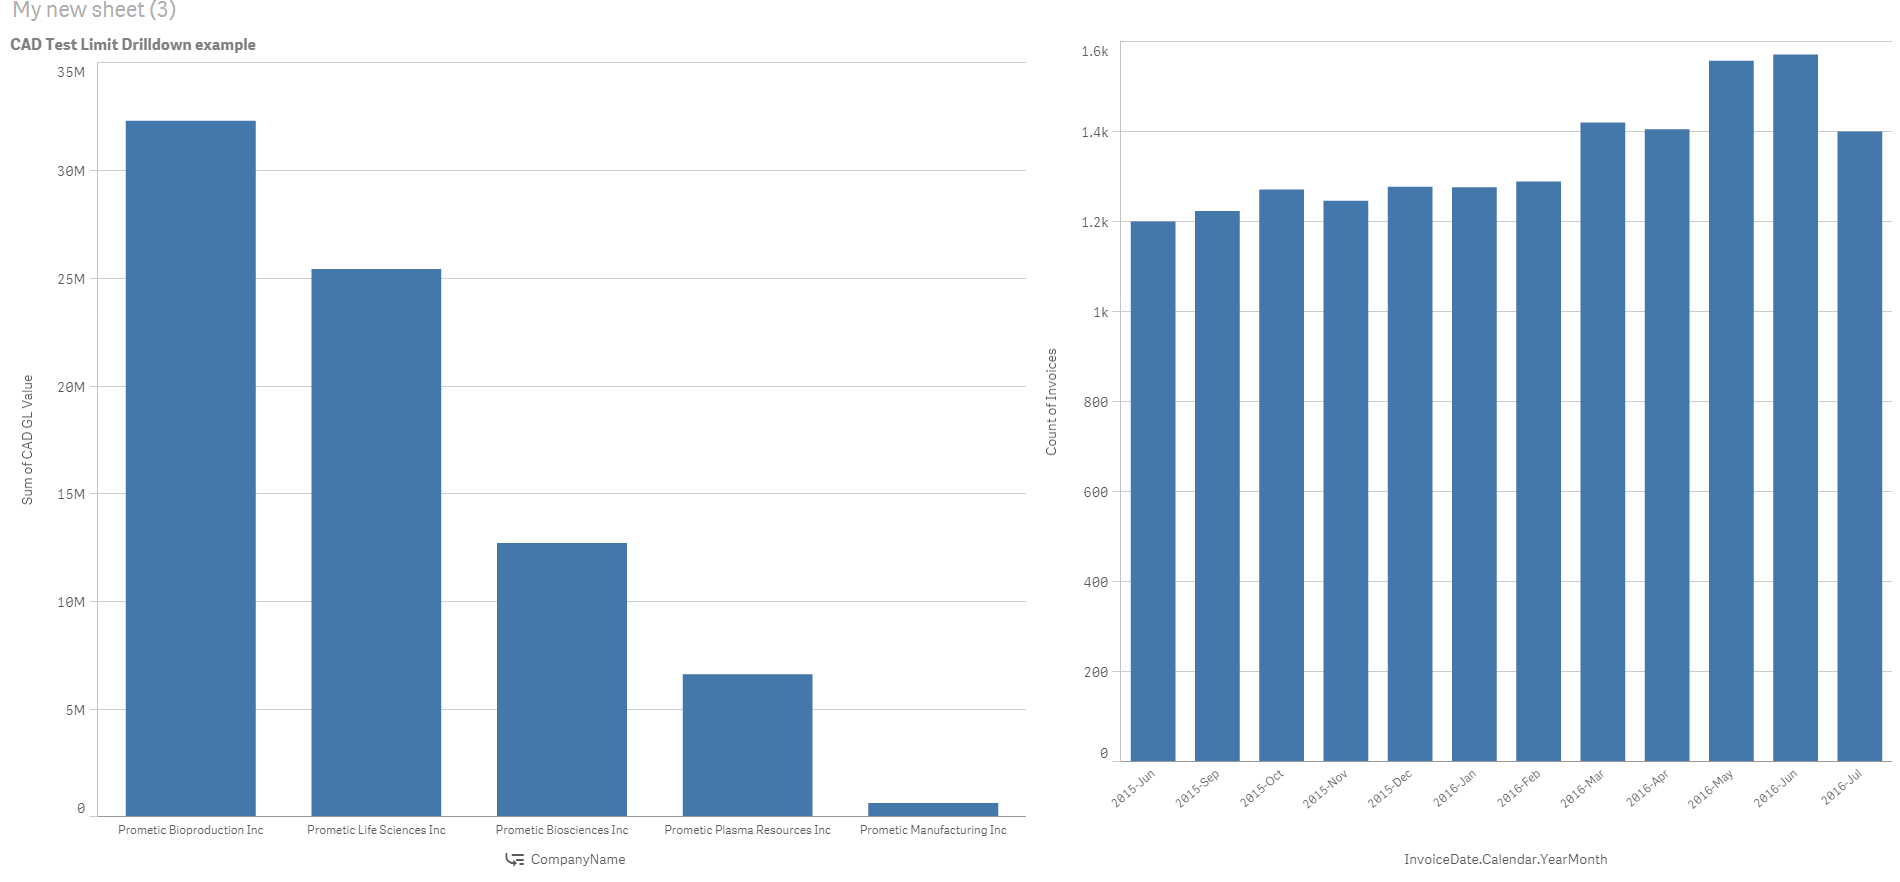 My new sheet (3)
CAD Test Limit Drilldown example
35M
30M
25M
20M
15M
10M
5M
0
Sum of CAD GL Value
Prometic Bioproduction Inc
Prometic Life Sciences Inc
Prometic Biosciences Inc
Prometic Plasma Resources Inc
Prometic Manufacturing Inc
CompanyName
1.6k
1.4k
1.2k
1k
800
600
400
200
0
Count of Invoices
2015-Jun
2015-Sep
2015-Oct
2015-Nov
2015-Dec
2016-Jan
2016-Feb
2016-Mar
2016-Apr
2016-May
2016-Jun
2016-Jul
InvoiceDate.Calendar.YearMonth